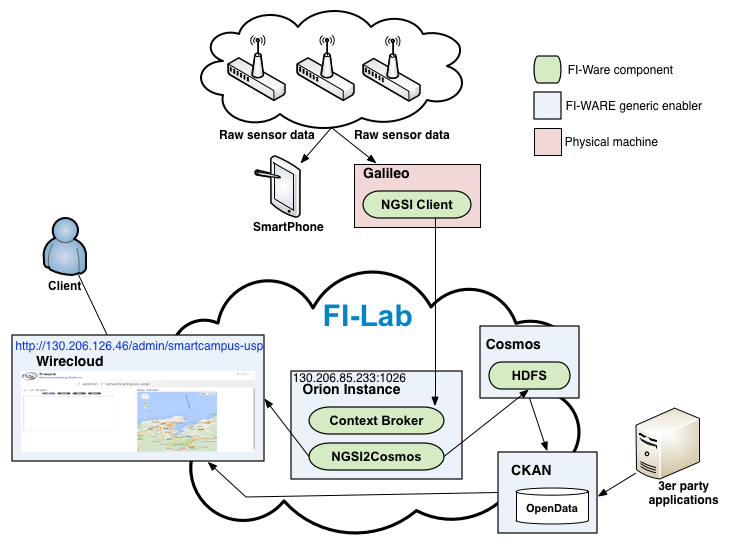 Raw sensor data
Raw sensor data
FI-Ware component
FI-WARE generic enabler
Physical machine
Galileo
NGSI Client
SmartPhone
Client
FI-Lab
http://130.206.126.46/admin/smartcampus-usp
Wirecloud
/ admin / smartcampus-usp
130.206.85.233:1026
Orion Instance
Context Broker
NGSI2Cosmos
Cosmos
HDFS
CKAN
OpenData
3er party
applications